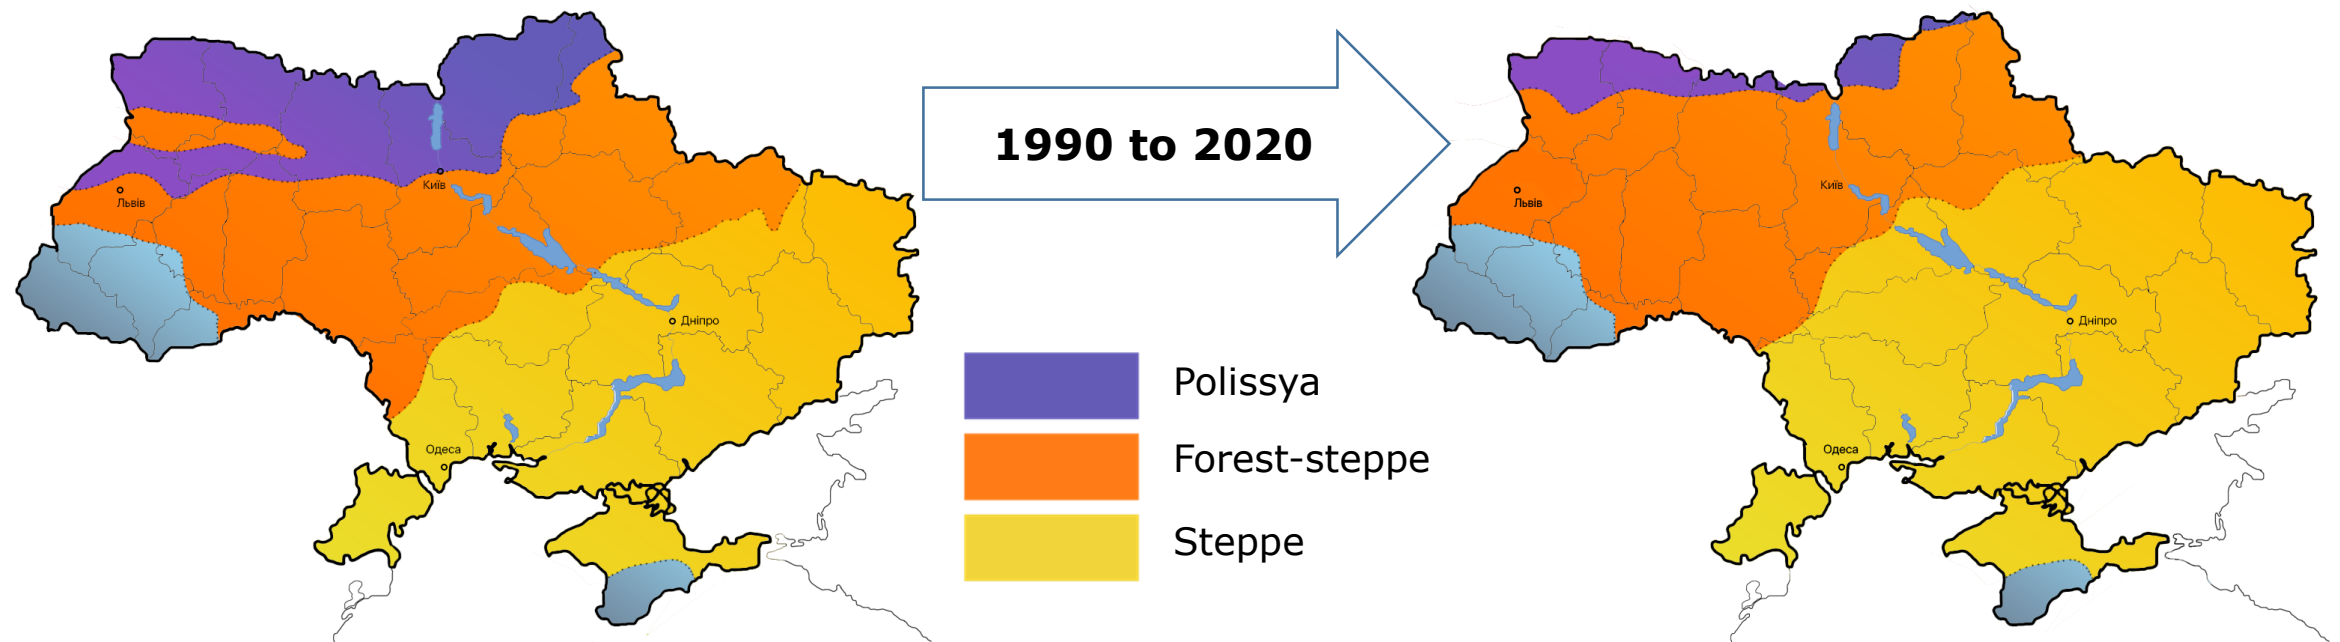 Київ
Львів
Дніпро
Одеса
1990 to 2020
Polissya
Forest-steppe
Steppe
Київ
Львів
Дніпро
Одеса